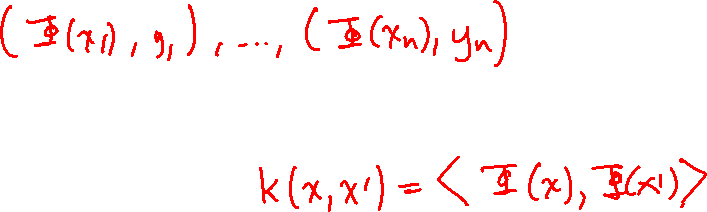 (Φ(x₁), y₁), ..., (Φ(xₙ), yₙ)
k(x, x') = <Φ(x), Φ(x')>